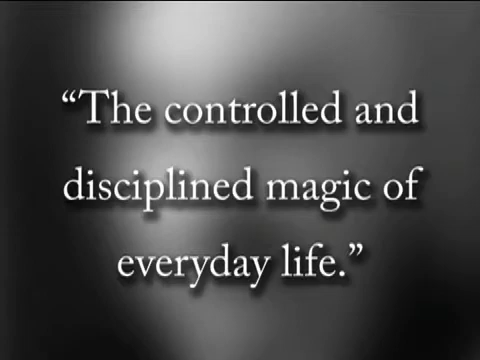 “The controlled and
disciplined magic of
everyday life.”